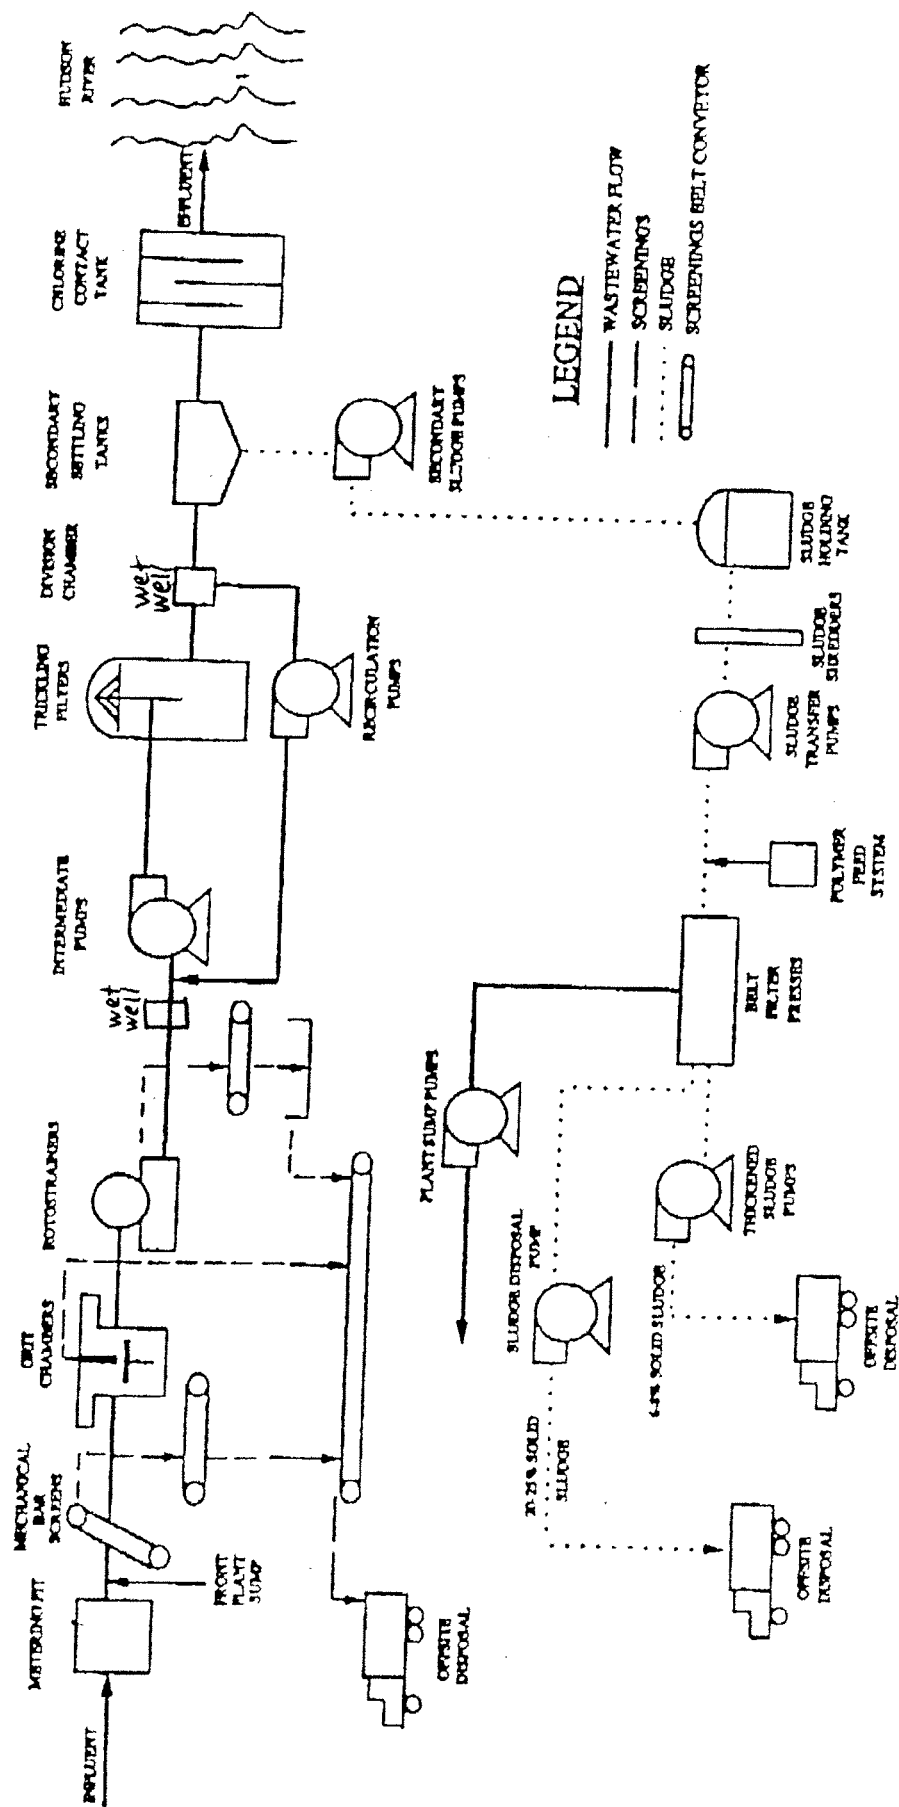 HUDSON
RIVER
EFFLUENT
CHLORINE
CONTACT
TANK
SECONDARY
SETTLING
TANKS
DIVISION
CHAMBER
wet
well
TRICKLING
FILTERS
INTERMEDIATE
PUMPS
wet
well
ROTOSTRAINERS
GRIT
CHAMBERS
MECHANICAL
BAR
SCREENS
METERING PIT
INFLUENT
FRONT
PLANT
SUMP
OFFSITE
DISPOSAL
RECIRCULATION
PUMPS
SECONDARY
SLUDGE PUMPS
LEGEND
WASTEWATER FLOW
SCREENINGS
SLUDGE
SCREENINGS BELT CONVEYOR
SLUDGE
HOLDING
TANK
SLUDGE
SHREDDERS
SLUDGE
TRANSFER
PUMPS
POLYMER
FEED
SYSTEM
BELT
FILTER
PRESSES
PLANT SUMP PUMPS
SLUDGE DISPOSAL
PUMP
THICKENED
SLUDGE
PUMPS
20-25% SOLID
SLUDGE
6-8% SOLID SLUDGE
OFFSITE
DISPOSAL
OFFSITE
DISPOSAL